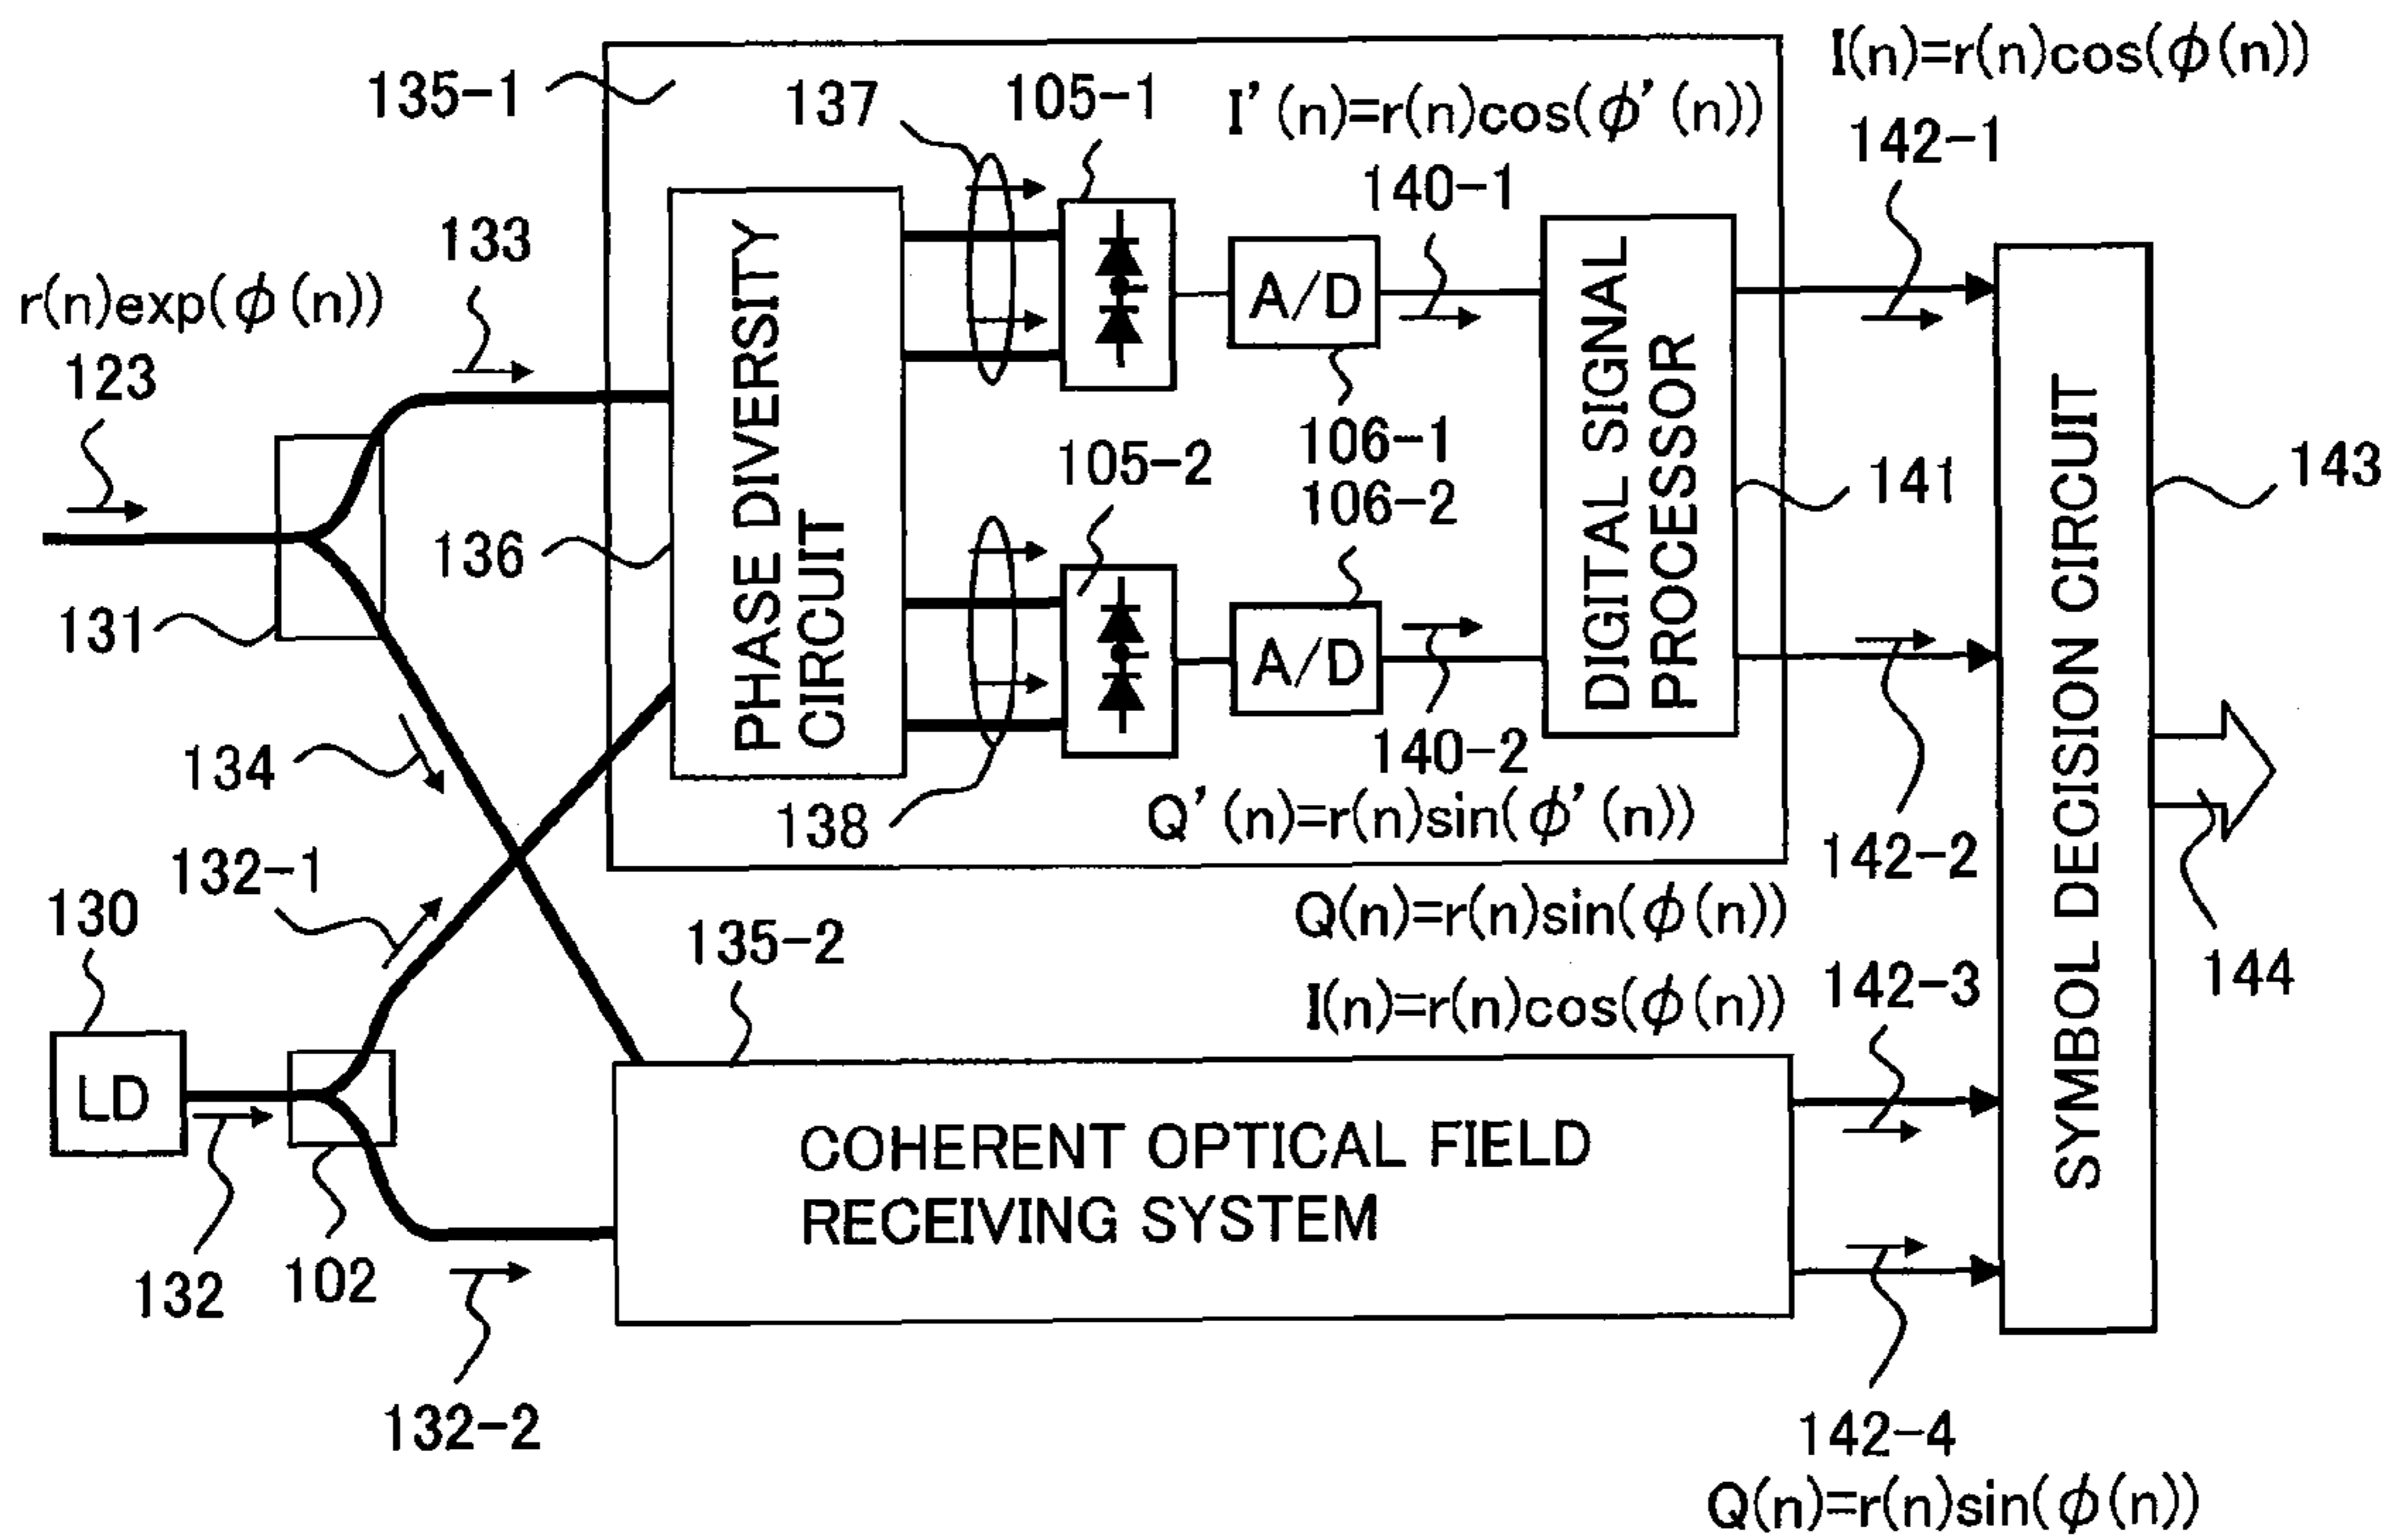 I(n)=r(n)cos(ϕ(n))
135-1
137
105-1
I'(n)=r(n)cos(ϕ'(n))
142-1
140-1
133
r(n)exp(ϕ(n))
123
PHASE DIVERSITY
CIRCUIT
A/D
DIGITAL SIGNAL
PROCESSOR
SYMBOL DECISION CIRCUIT
106-1
105-2
106-2
141
143
136
131
A/D
134
138
140-2
Q'(n)=r(n)sin(ϕ'(n))
142-2
132-1
130
135-2
Q(n)=r(n)sin(ϕ(n))
144
I(n)=r(n)cos(ϕ(n))
142-3
LD
COHERENT OPTICAL FIELD
RECEIVING SYSTEM
132
102
132-2
142-4
Q(n)=r(n)sin(ϕ(n))